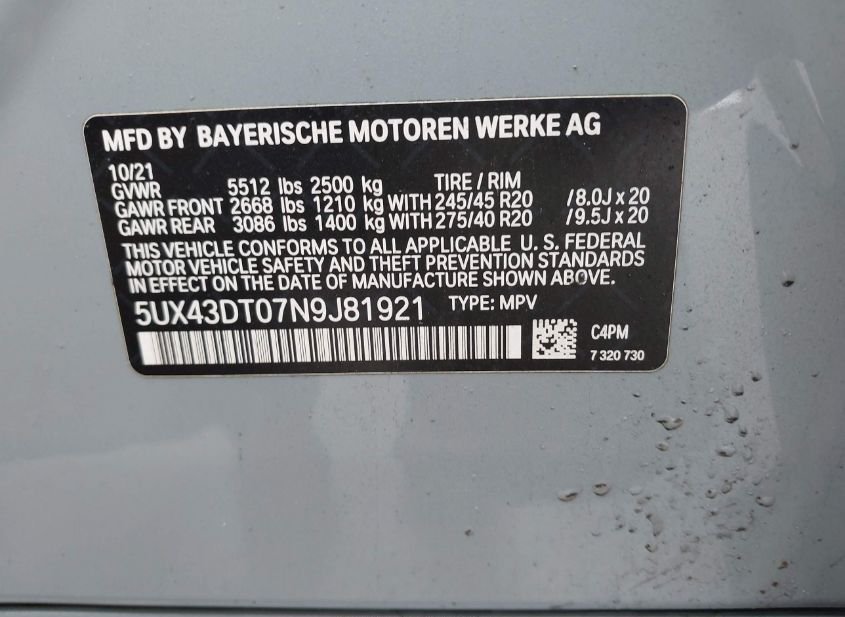 MFD BY BAYERISCHE MOTOREN WERKE AG
10/21
GVWR 5512 lbs 2500 kg TIRE / RIM
GAWR FRONT 2668 lbs 1210 kg WITH 245/45 R20 /8.0J x 20
GAWR REAR 3086 lbs 1400 kg WITH 275/40 R20 /9.5J x 20
THIS VEHICLE CONFORMS TO ALL APPLICABLE U. S. FEDERAL
MOTOR VEHICLE SAFETY AND THEFT PREVENTION STANDARDS
IN EFFECT ON THE DATE OF MANUFACTURE SHOWN ABOVE.
5UX43DT07N9J81921 TYPE: MPV
C4PM
7 320 730